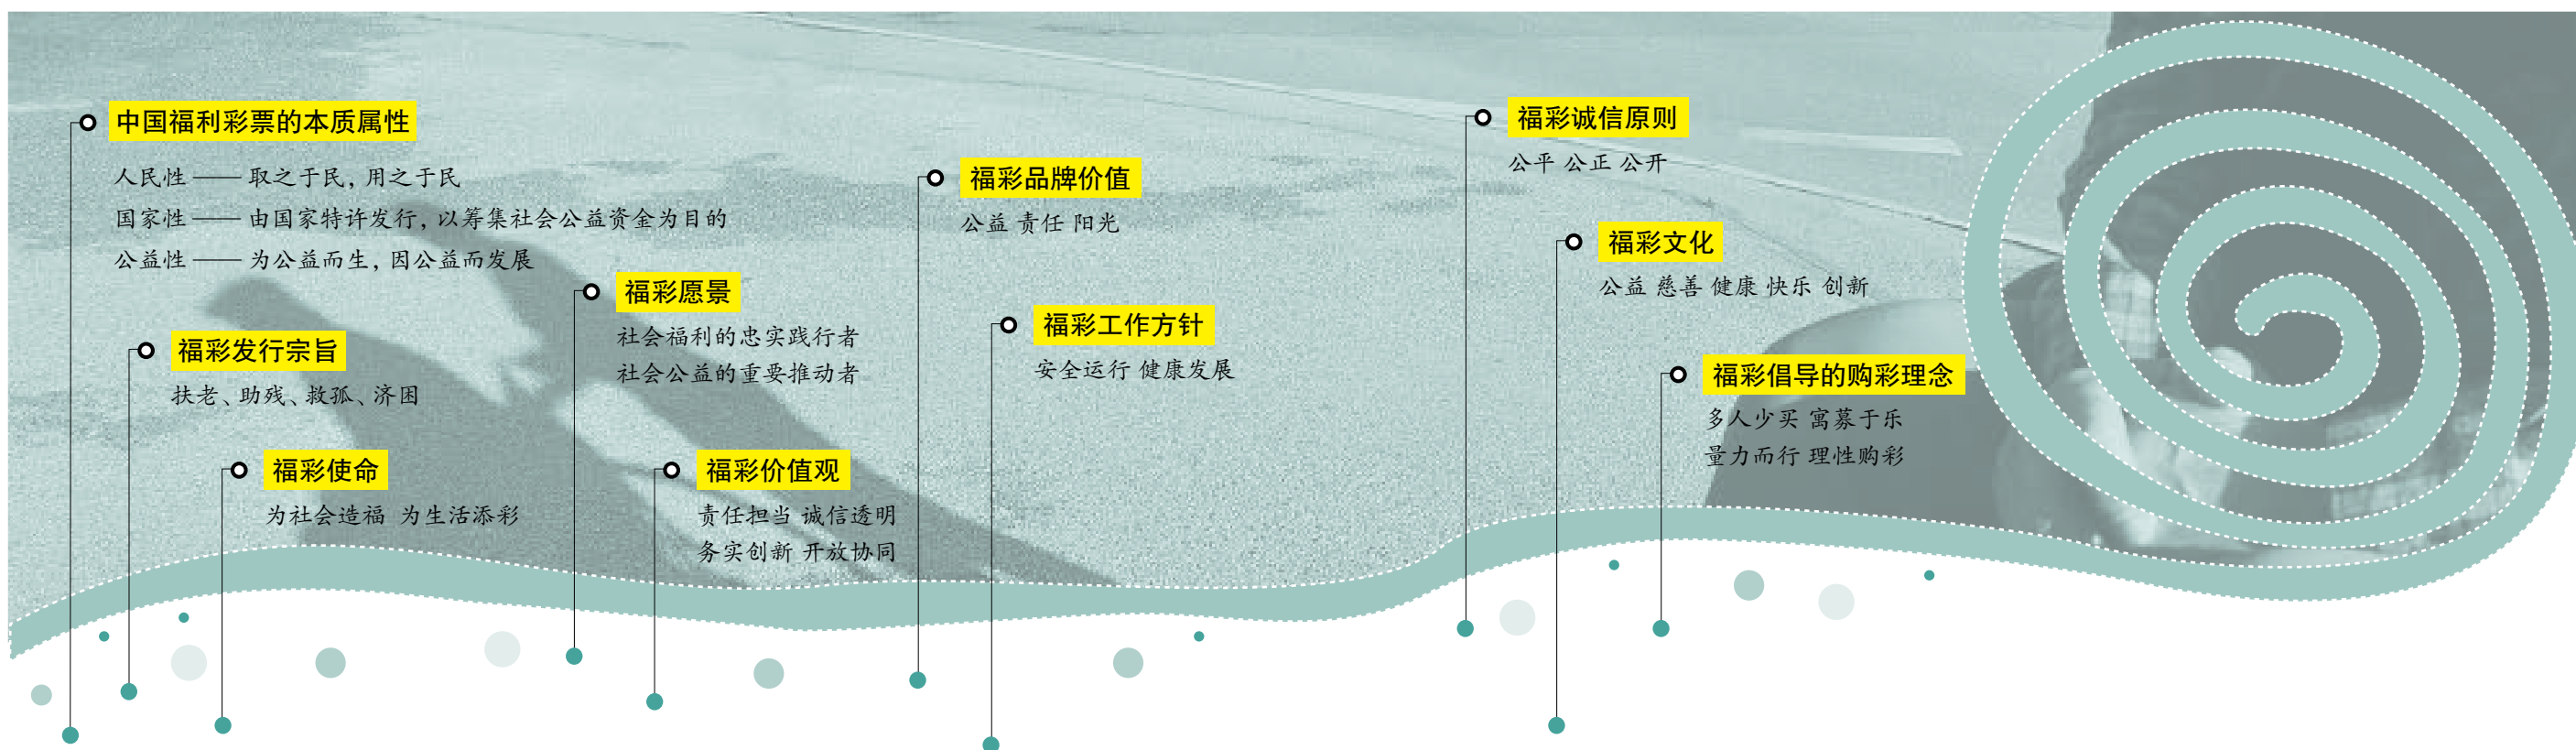 中国福利彩票的本质属性
人民性 —— 取之于民, 用之于民
国家性 —— 由国家特许发行, 以筹集社会公益资金为目的
公益性 —— 为公益而生, 因公益而发展
福彩发行宗旨
扶老、助残、救孤、济困
福彩使命
为社会造福 为生活添彩
福彩愿景
社会福利的忠实践行者
社会公益的重要推动者
福彩价值观
责任担当 诚信透明
务实创新 开放协同
福彩品牌价值
公益 责任 阳光
福彩工作方针
安全运行 健康发展
福彩诚信原则
公平 公正 公开
福彩文化
公益 慈善 健康 快乐 创新
福彩倡导的购彩理念
多人少买 寓募于乐
量力而行 理性购彩